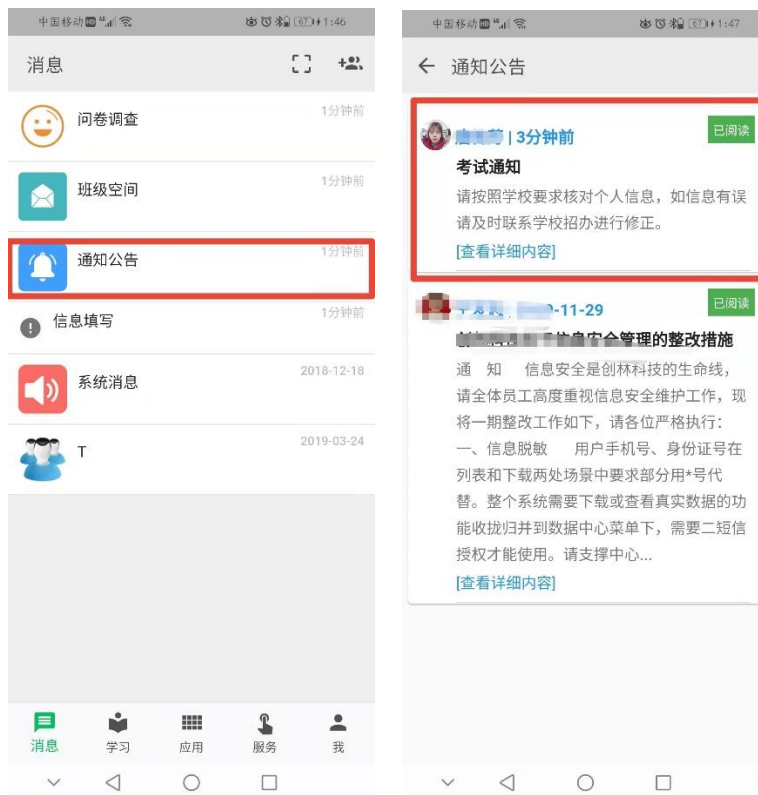 中国移动 HD 4G 67 1:46
消息
问卷调查
1分钟前
班级空间
1分钟前
通知公告
1分钟前
信息填写
1分钟前
系统消息
2018-12-18
T
2019-03-24
消息
学习
应用
服务
我
中国移动 HD 4G 67 1:47
通知公告
| 3分钟前
已阅读
考试通知
请按照学校要求核对个人信息，如信息有误
请及时联系学校招办进行修正。
[查看详细内容]
-11-29
已阅读
信息安全管理的整改措施
通 知 信息安全是创林科技的生命线，
请全体员工高度重视信息安全维护工作，现
将一期整改工作如下，请各位严格执行：
一、信息脱敏 用户手机号、身份证号在
列表和下载两处场景中要求部分用*号代
替。整个系统需要下载或查看真实数据的功
能收拢归并到数据中心菜单下，需要二短信
授权才能使用。请支撑中心...
[查看详细内容]